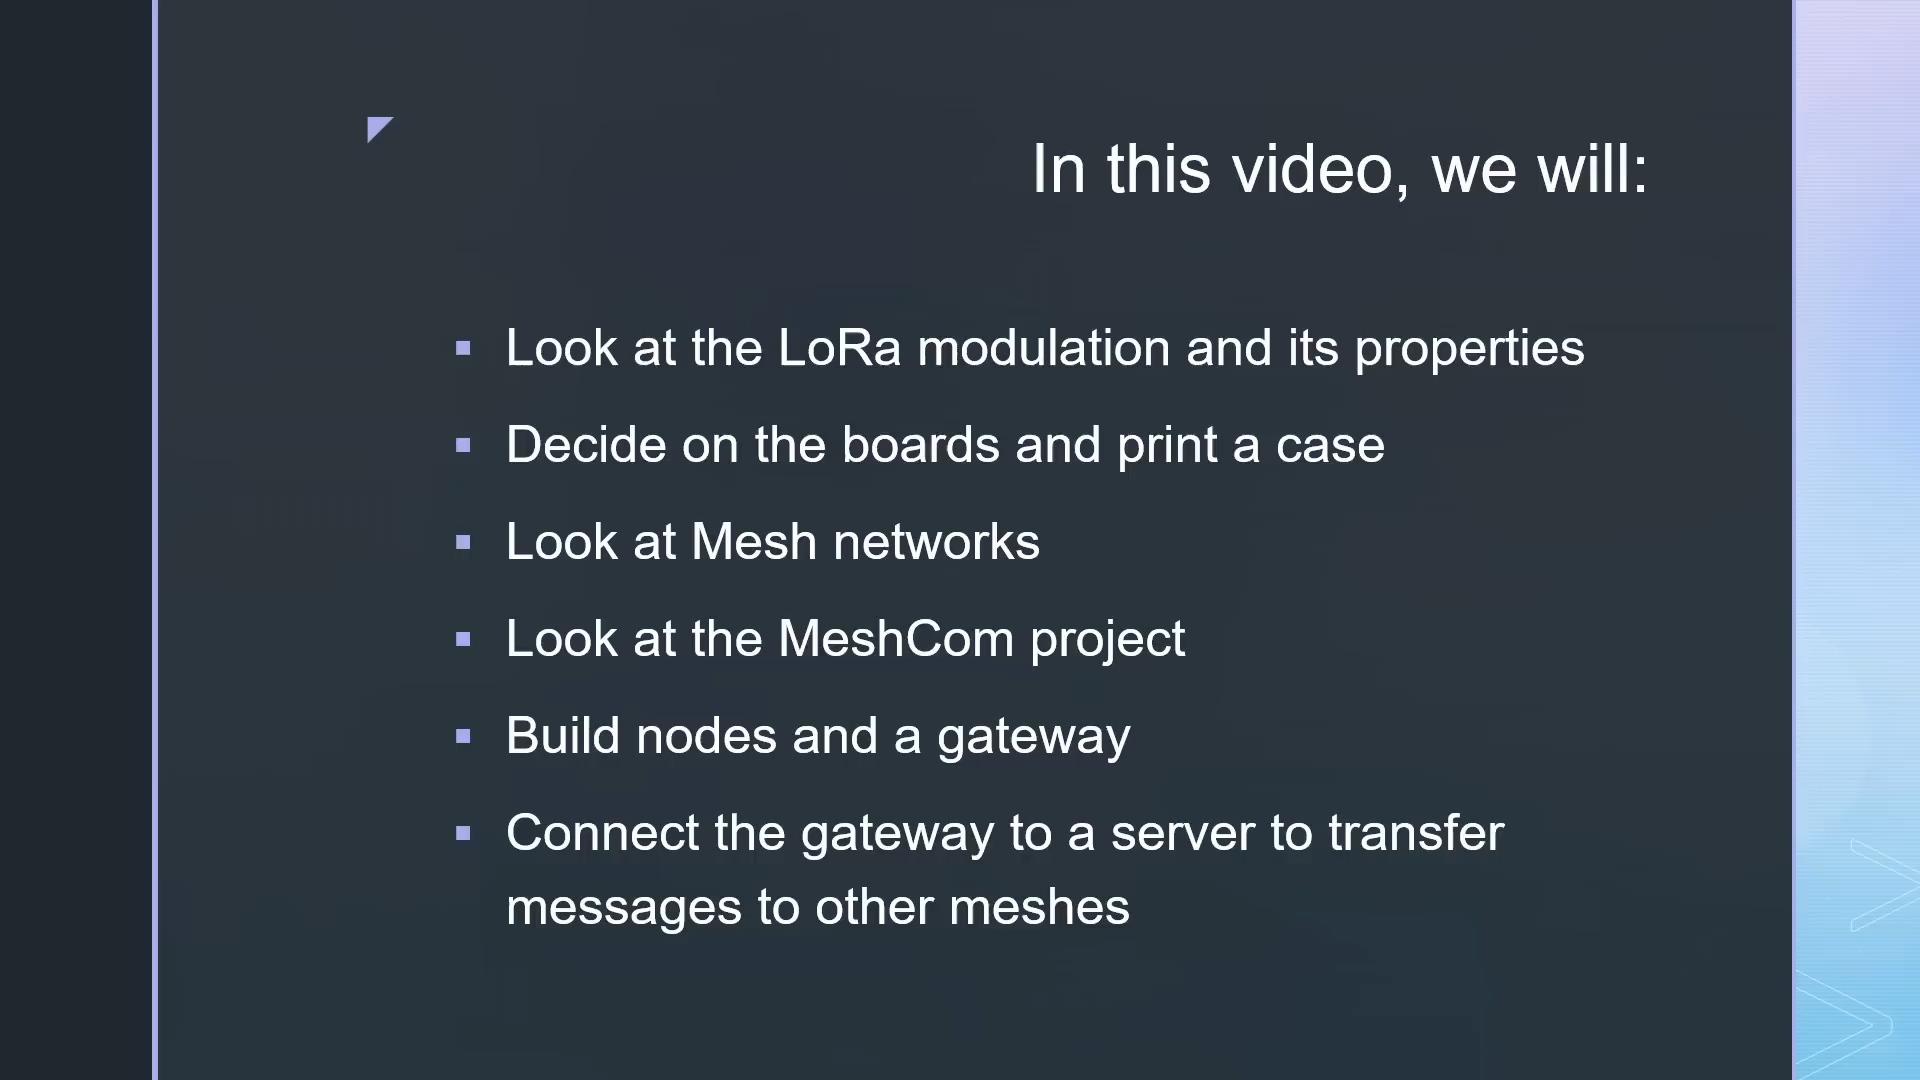 In this video, we will:
▪ Look at the LoRa modulation and its properties
▪ Decide on the boards and print a case
▪ Look at Mesh networks
▪ Look at the MeshCom project
▪ Build nodes and a gateway
▪ Connect the gateway to a server to transfer
messages to other meshes